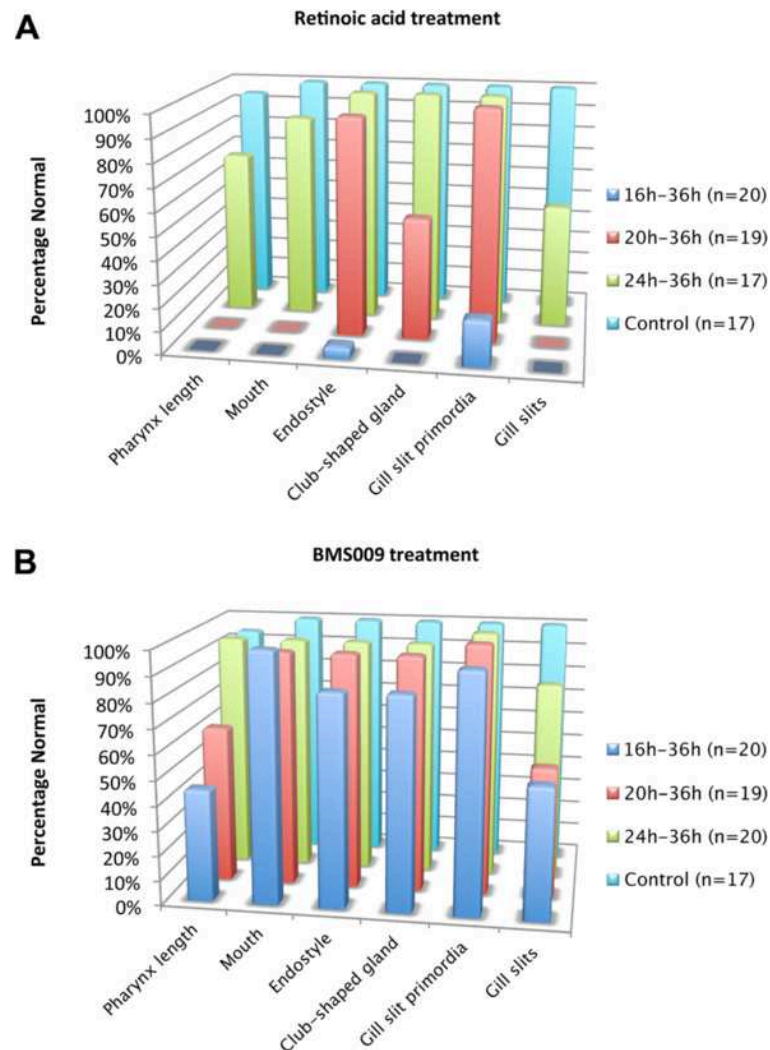 A
Retinoic acid treatment
Percentage Normal
100%
90%
80%
70%
60%
50%
40%
30%
20%
10%
0%
Pharynx length
Mouth
Endostyle
Club-shaped gland
Gill slit primordia
Gill slits
16h-36h (n=20)
20h-36h (n=19)
24h-36h (n=17)
Control (n=17)
B
BMS009 treatment
Percentage Normal
100%
90%
80%
70%
60%
50%
40%
30%
20%
10%
0%
Pharynx length
Mouth
Endostyle
Club-shaped gland
Gill slit primordia
Gill slits
16h-36h (n=20)
20h-36h (n=19)
24h-36h (n=20)
Control (n=17)